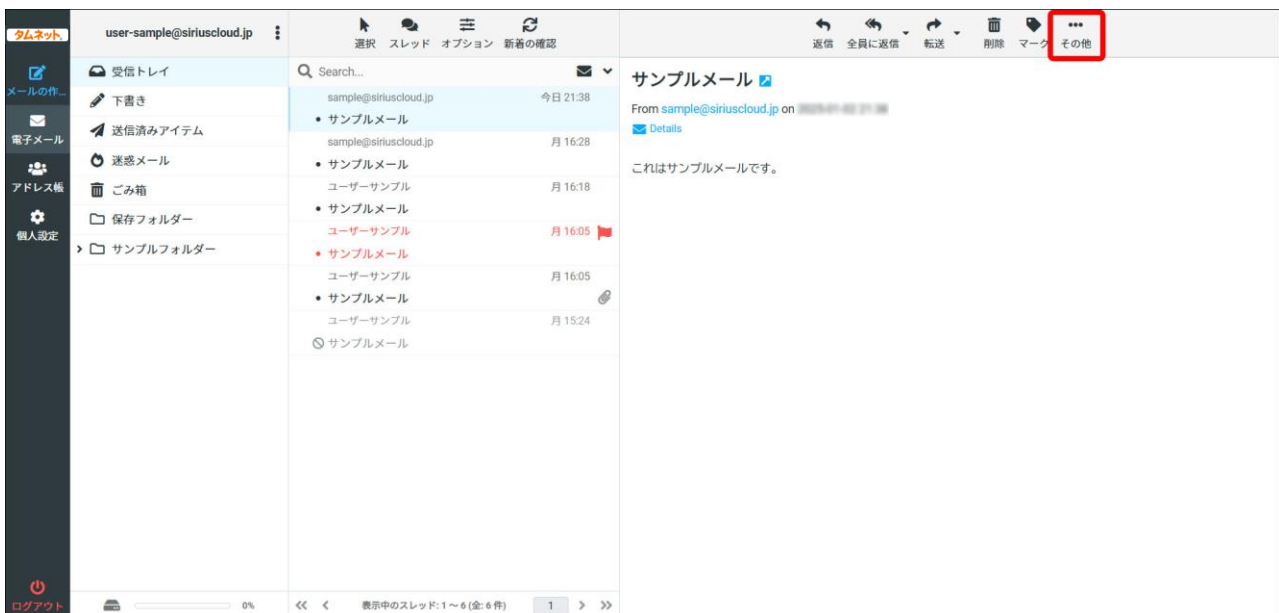 タムネット
メールの作...
電子メール
アドレス帳
個人設定
ログアウト
user-sample@siriuscloud.jp
受信トレイ
下書き
送信済みアイテム
迷惑メール
ごみ箱
保存フォルダー
サンプルフォルダー
0%
選択 スレッド オプション 新着の確認
Search...
sample@siriuscloud.jp 今日 21:38
• サンプルメール
sample@siriuscloud.jp 月 16:28
• サンプルメール
ユーザーサンプル 月 16:18
• サンプルメール
ユーザーサンプル 月 16:05
• サンプルメール
ユーザーサンプル 月 16:05
• サンプルメール
ユーザーサンプル 月 15:24
サンプルメール
表示中のスレッド: 1 ~ 6 (全: 6 件) 1
返信 全員に返信 転送 削除 マーク その他
サンプルメール
From sample@siriuscloud.jp on
Details
これはサンプルメールです。